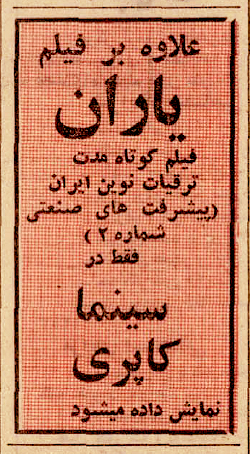 علاوه بر فیلم
یاران
فیلم کوتاه مدت
ترقیات نوین ایران
(پیشرفت های صنعتی
شماره ۲)
فقط در
سینما
کاپری
نمایش داده میشود